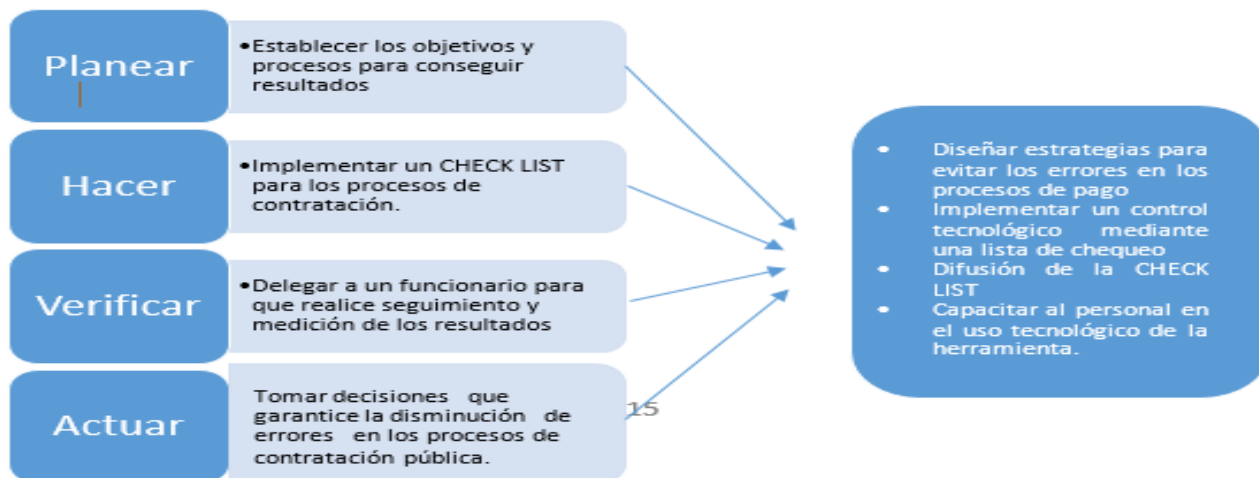 Planear
•Establecer los objetivos y
procesos para conseguir
resultados
Hacer
•Implementar un CHECK LIST
para los procesos de
contratación.
Verificar
•Delegar a un funcionario para
que realice seguimiento y
medición de los resultados
Actuar
Tomar decisiones que
garantice la disminución de
errores en los procesos de
contratación pública.
15
• Diseñar estrategias para
evitar los errores en los
procesos de pago
• Implementar un control
tecnológico mediante
una lista de chequeo
• Difusión de la CHECK
LIST
• Capacitar al personal en
el uso tecnológico de la
herramienta.